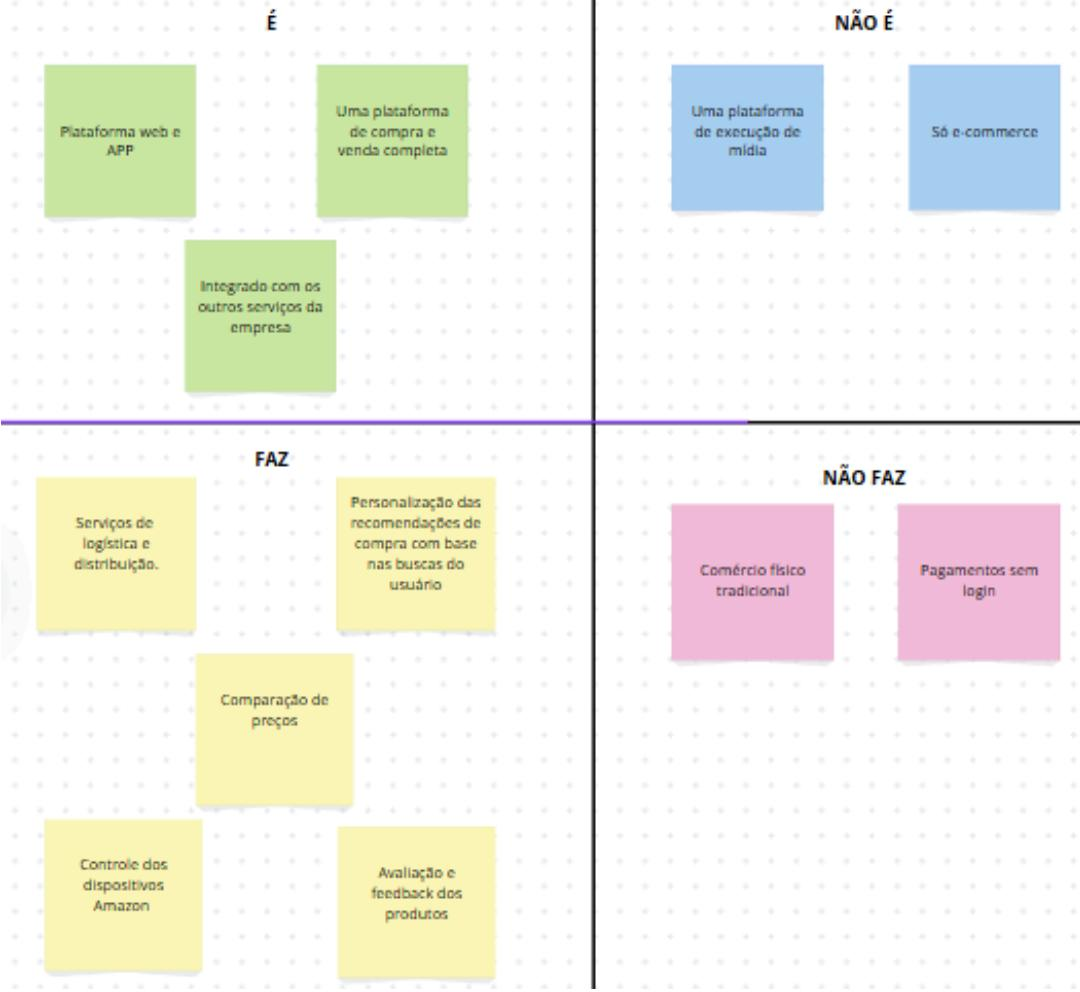 É
Plataforma web e
APP
Uma plataforma
de compra e
venda completa
Integrado com os
outros serviços da
empresa
NÃO É
Uma plataforma
de execução de
mídia
Só e-commerce
FAZ
Serviços de
logística e
distribuição.
Personalização das
recomendações de
compra com base
nas buscas do
usuário
Comparação de
preços
Controle dos
dispositivos
Amazon
Avaliação e
feedback dos
produtos
NÃO FAZ
Comércio físico
tradicional
Pagamentos sem
login